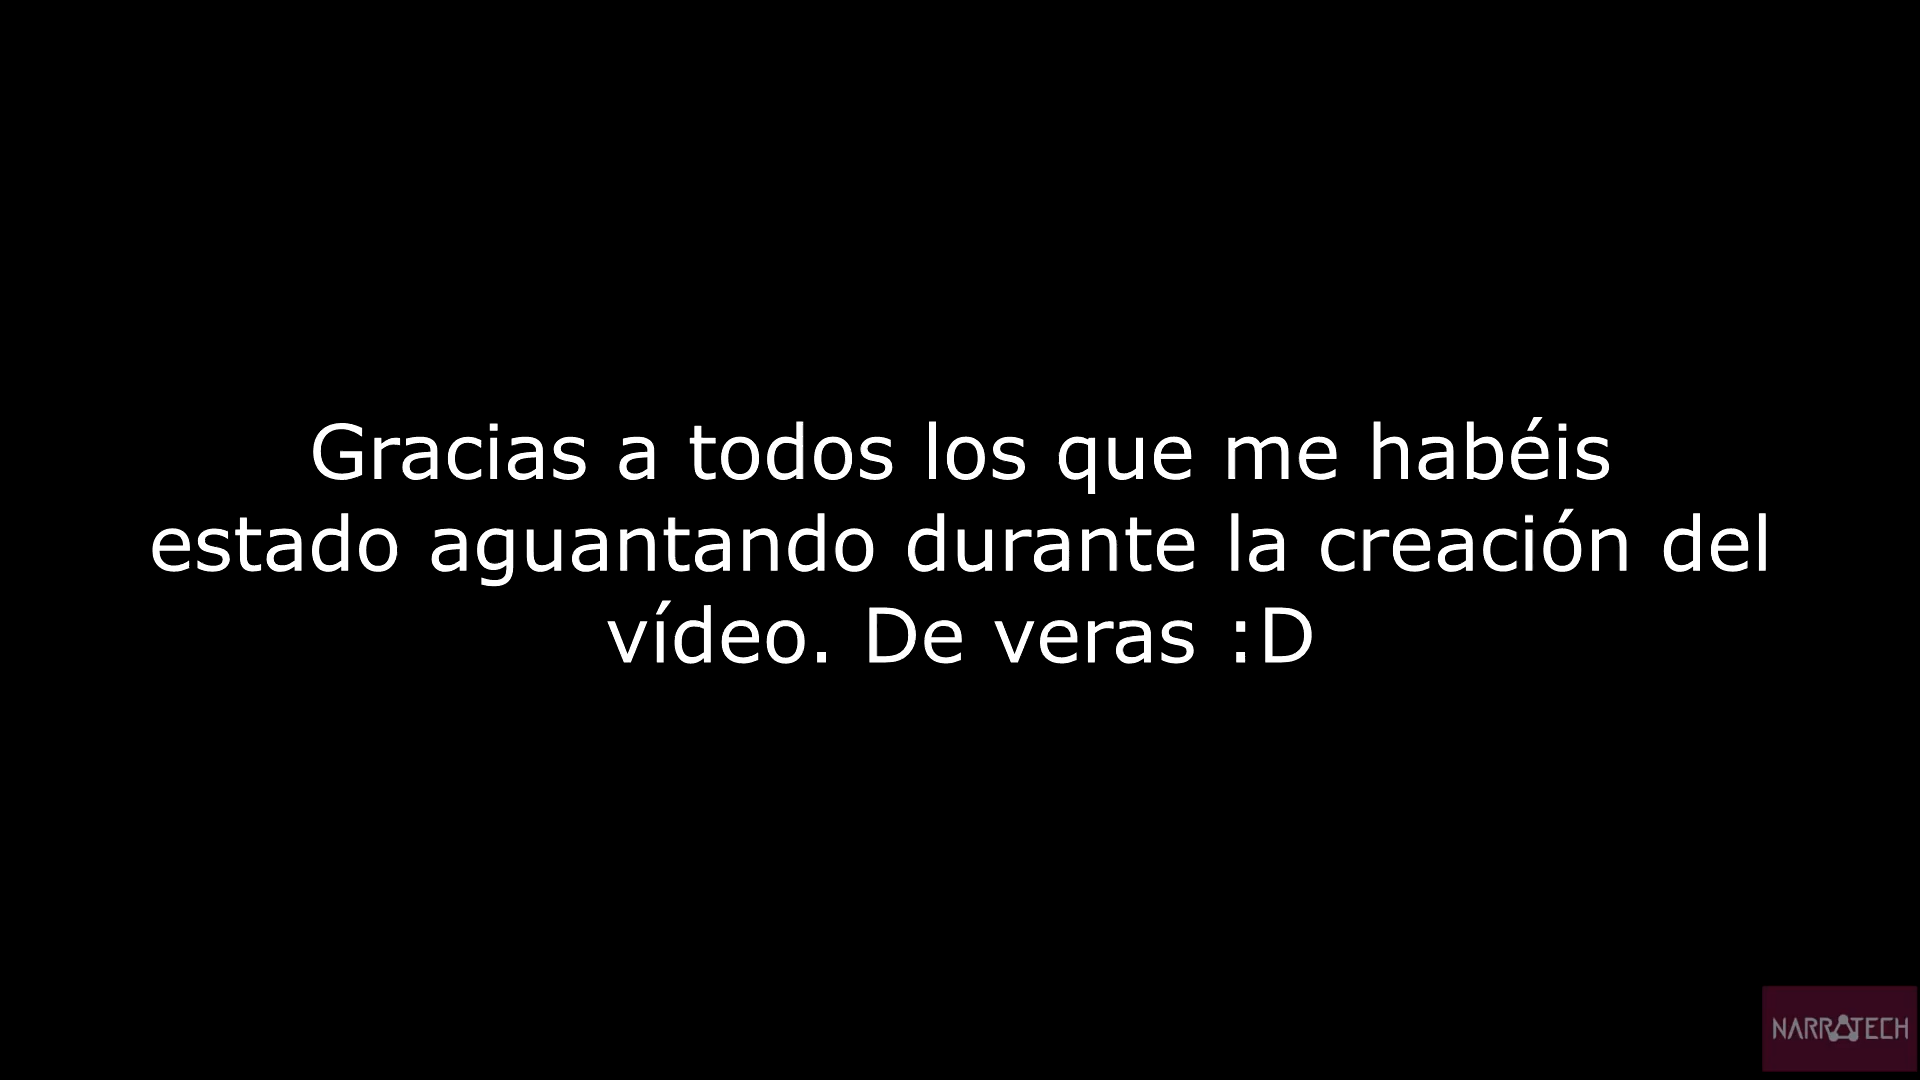 Gracias a todos los que me habéis
estado aguantando durante la creación del
vídeo. De veras :D
NARRATECH